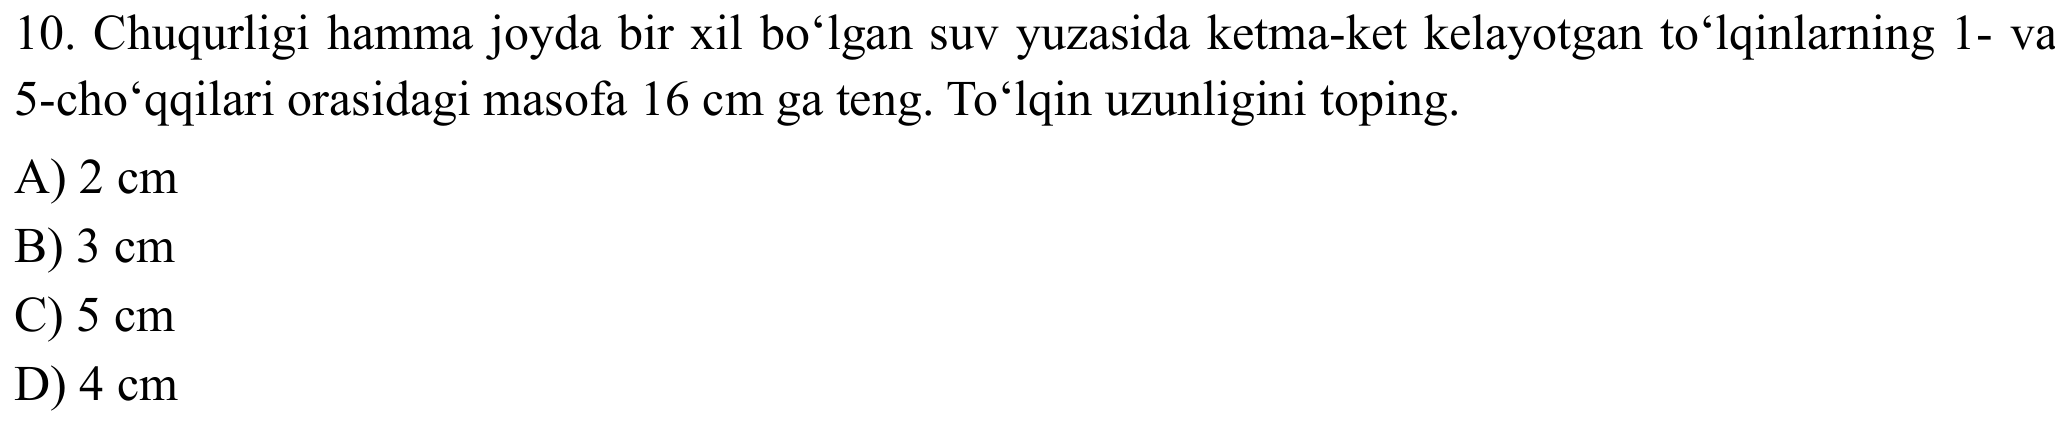 10. Chuqurligi hamma joyda bir xil bo‘lgan suv yuzasida ketma-ket kelayotgan to‘lqinlarning 1- va
5-cho‘qqilari orasidagi masofa 16 cm ga teng. To‘lqin uzunligini toping.
A) 2 cm
B) 3 cm
C) 5 cm
D) 4 cm